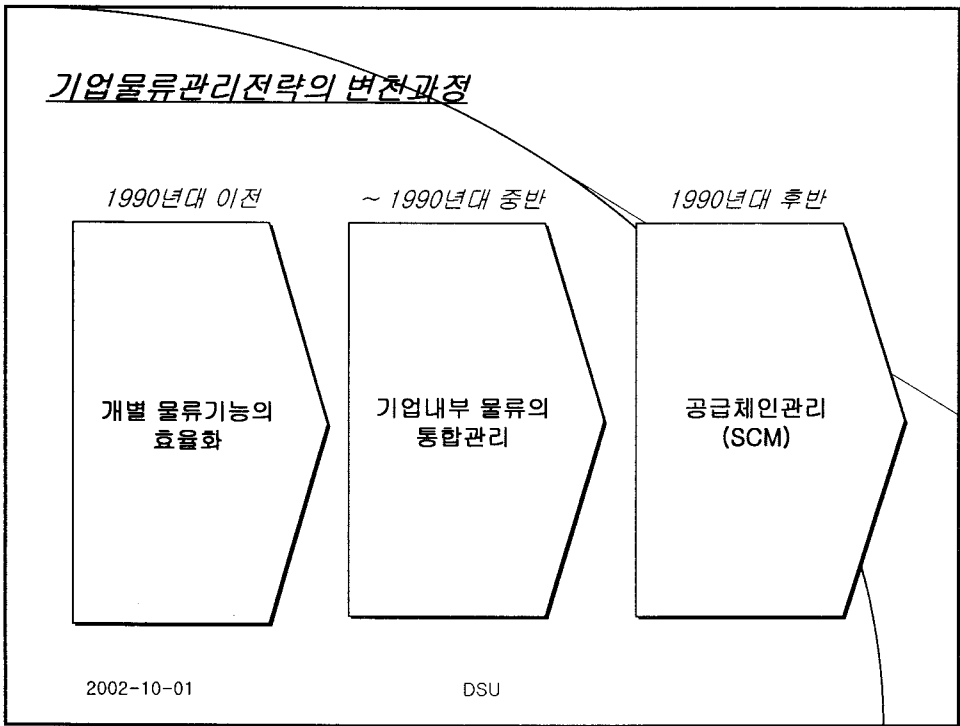 기업물류관리전략의 변천과정
1990년대 이전
~ 1990년대 중반
1990년대 후반
개별 물류기능의
효율화
기업내부 물류의
통합관리
공급체인관리
(SCM)
2002-10-01
DSU